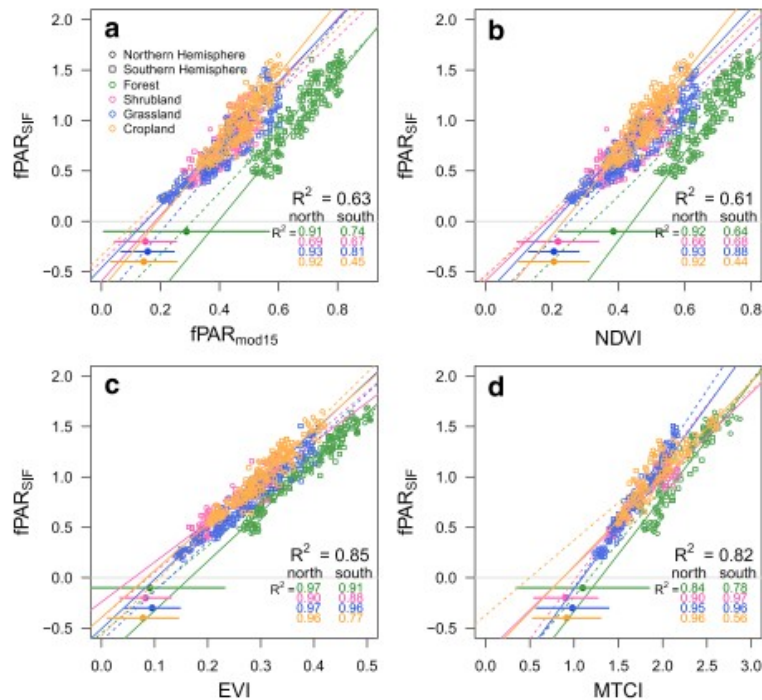 a
Northern Hemisphere
Southern Hemisphere
Forest
Shrubland
Grassland
Cropland
2.0
1.5
1.0
0.5
0.0
−0.5
fPAR_SIF
R² = 0.63
north south
R² = 0.91 0.74
0.69 0.67
0.93 0.81
0.92 0.45
0.0 0.2 0.4 0.6 0.8
fPAR_mod15
b
2.0
1.5
1.0
0.5
0.0
−0.5
fPAR_SIF
R² = 0.61
north south
R² = 0.92 0.64
0.66 0.68
0.93 0.88
0.92 0.44
0.0 0.2 0.4 0.6 0.8
NDVI
c
2.0
1.5
1.0
0.5
0.0
−0.5
fPAR_SIF
R² = 0.85
north south
R² = 0.97 0.91
0.90 0.88
0.97 0.96
0.96 0.77
0.0 0.1 0.2 0.3 0.4 0.5
EVI
d
2.0
1.5
1.0
0.5
0.0
−0.5
fPAR_SIF
R² = 0.82
north south
R² = 0.84 0.78
0.90 0.97
0.95 0.96
0.96 0.56
0.0 0.5 1.0 1.5 2.0 2.5 3.0
MTCI